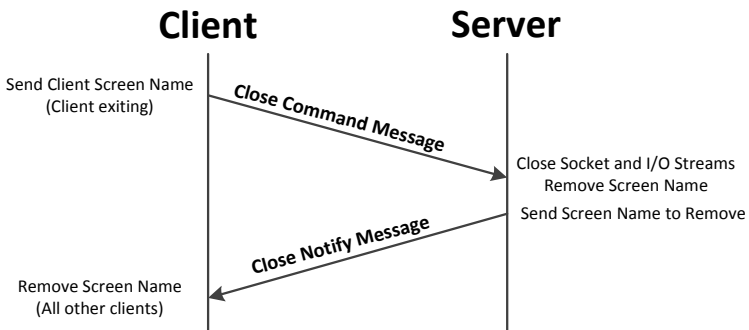 Client
Server
Send Client Screen Name
(Client exiting)
Close Command Message
Close Socket and I/O Streams
Remove Screen Name
Send Screen Name to Remove
Close Notify Message
Remove Screen Name
(All other clients)